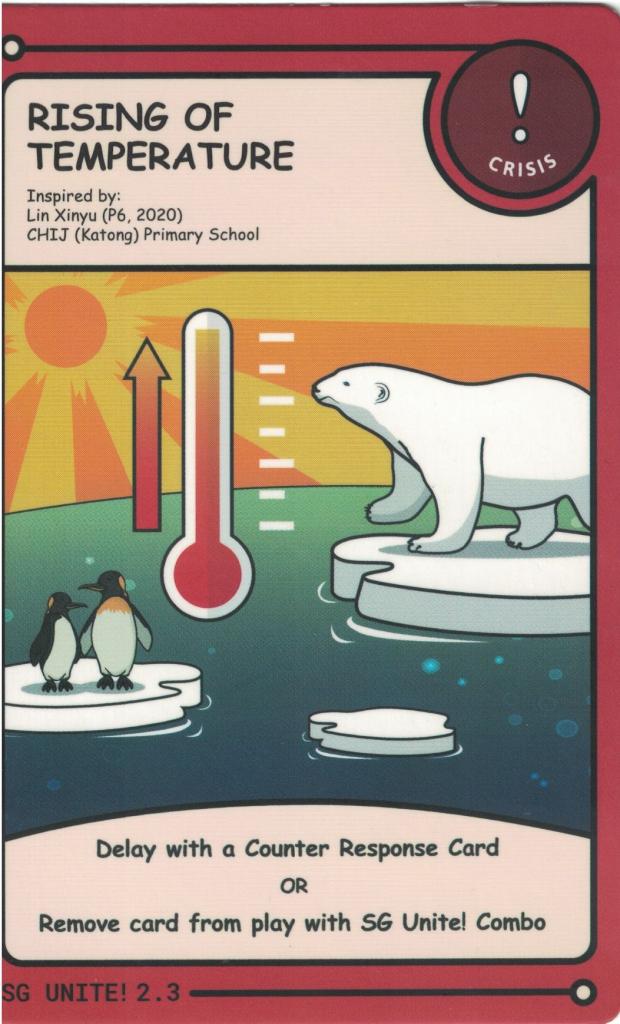 RISING OF
TEMPERATURE
Inspired by:
Lin Xinyu (P6, 2020)
CHIJ (Katong) Primary School
!
CRISIS
Delay with a Counter Response Card
OR
Remove card from play with SG Unite! Combo
SG UNITE! 2.3